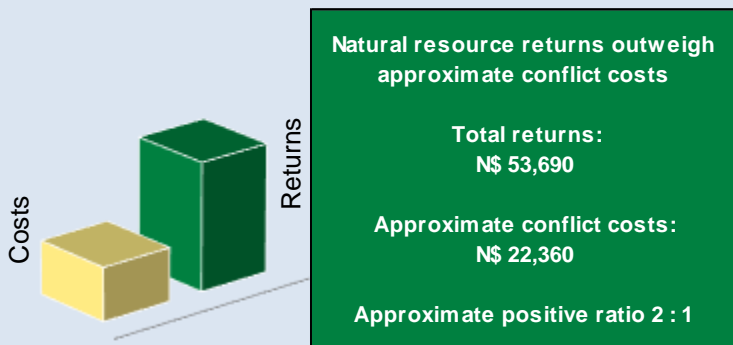 Costs
Returns
Natural resource returns outweigh
approximate conflict costs
Total returns:
N$ 53,690
Approximate conflict costs:
N$ 22,360
Approximate positive ratio 2 : 1